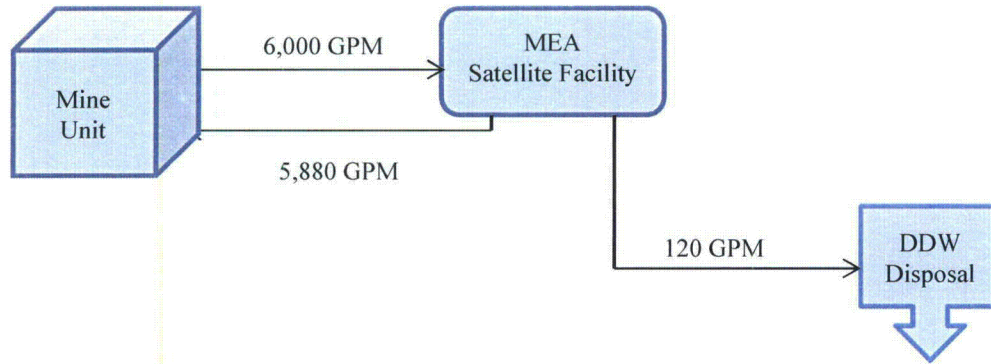 6,000 GPM
MEA
Satellite Facility
Mine
Unit
5,880 GPM
120 GPM
DDW
Disposal